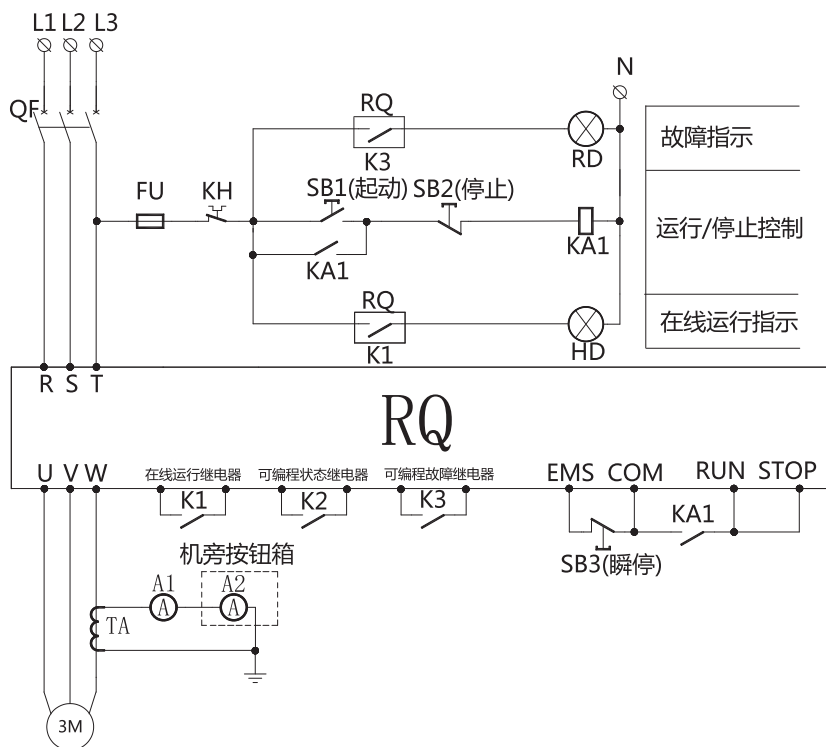 L1 L2 L3
N
QF
RQ
K3
RD
故障指示
FU
KH
SB1(起动)
SB2(停止)
KA1
KA1
运行/停止控制
RQ
K1
HD
在线运行指示
R S T
RQ
U V W
在线运行继电器
可编程状态继电器
可编程故障继电器
EMS COM RUN STOP
K1
K2
K3
KA1
SB3(瞬停)
机旁按钮箱
A1
A2
A
A
TA
3M